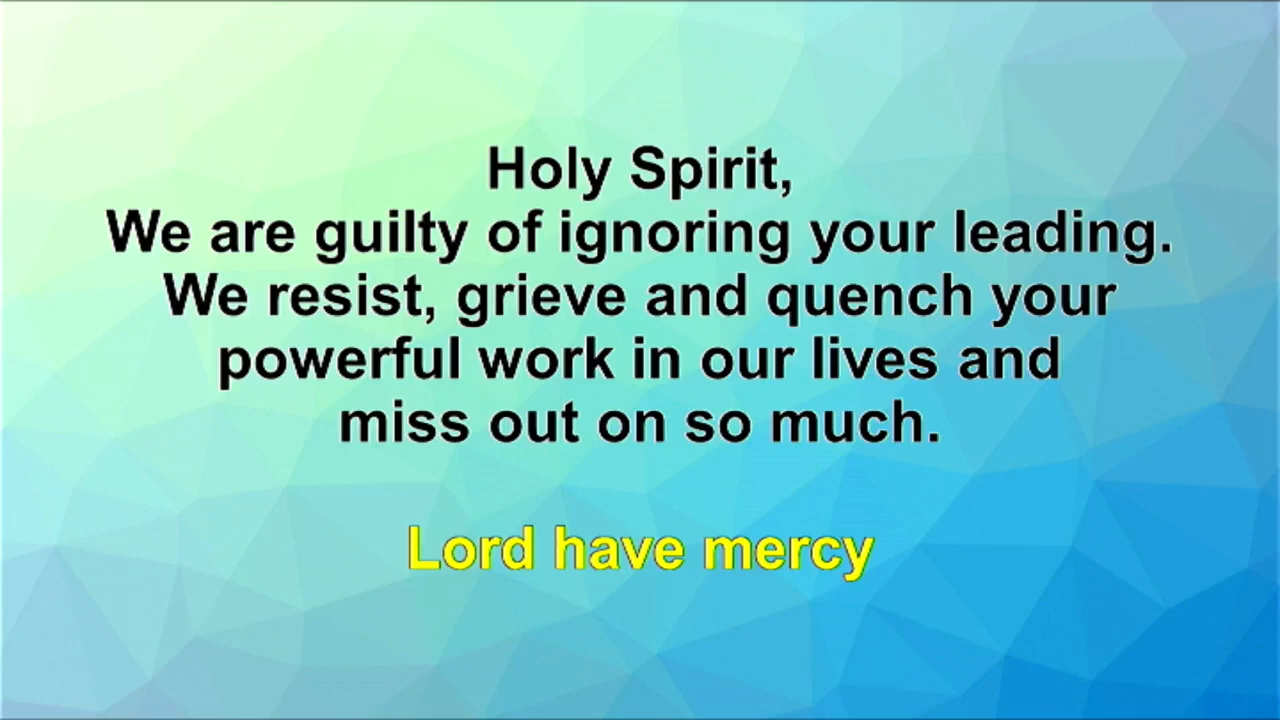 Holy Spirit,
We are guilty of ignoring your leading.
We resist, grieve and quench your
powerful work in our lives and
miss out on so much.
Lord have mercy